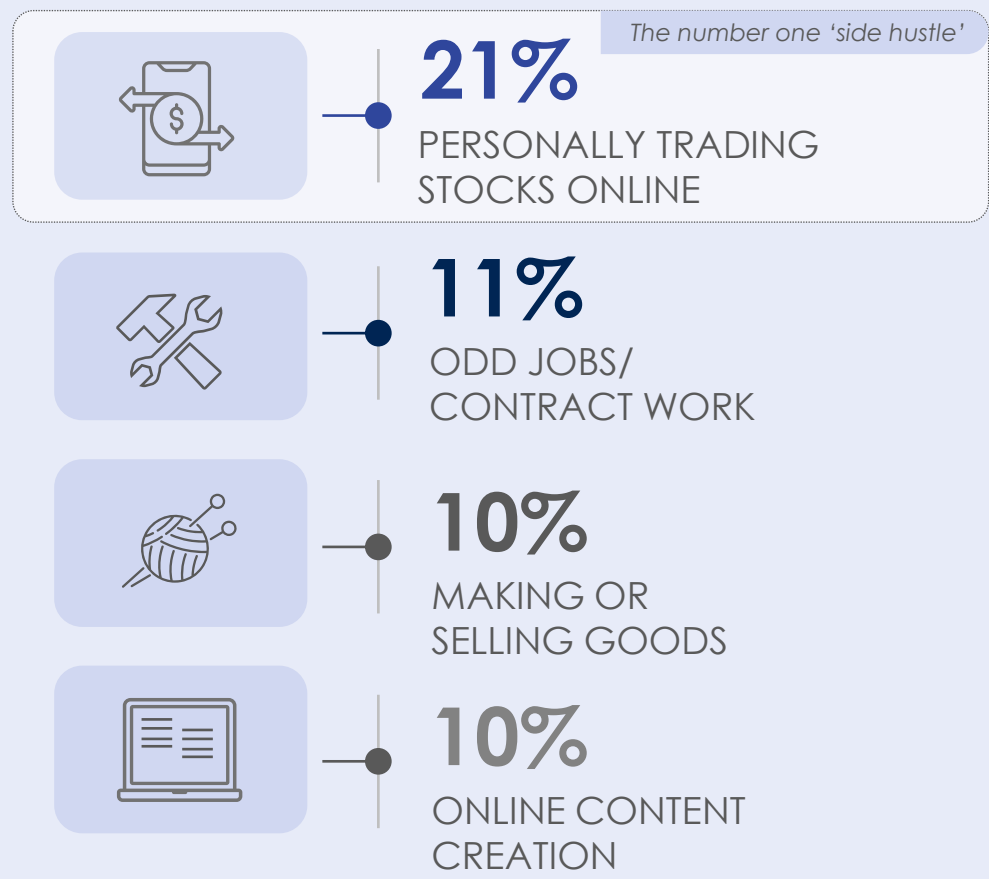 The number one ‘side hustle’
21%
PERSONALLY TRADING
STOCKS ONLINE
$
11%
ODD JOBS/
CONTRACT WORK
10%
MAKING OR
SELLING GOODS
10%
ONLINE CONTENT
CREATION